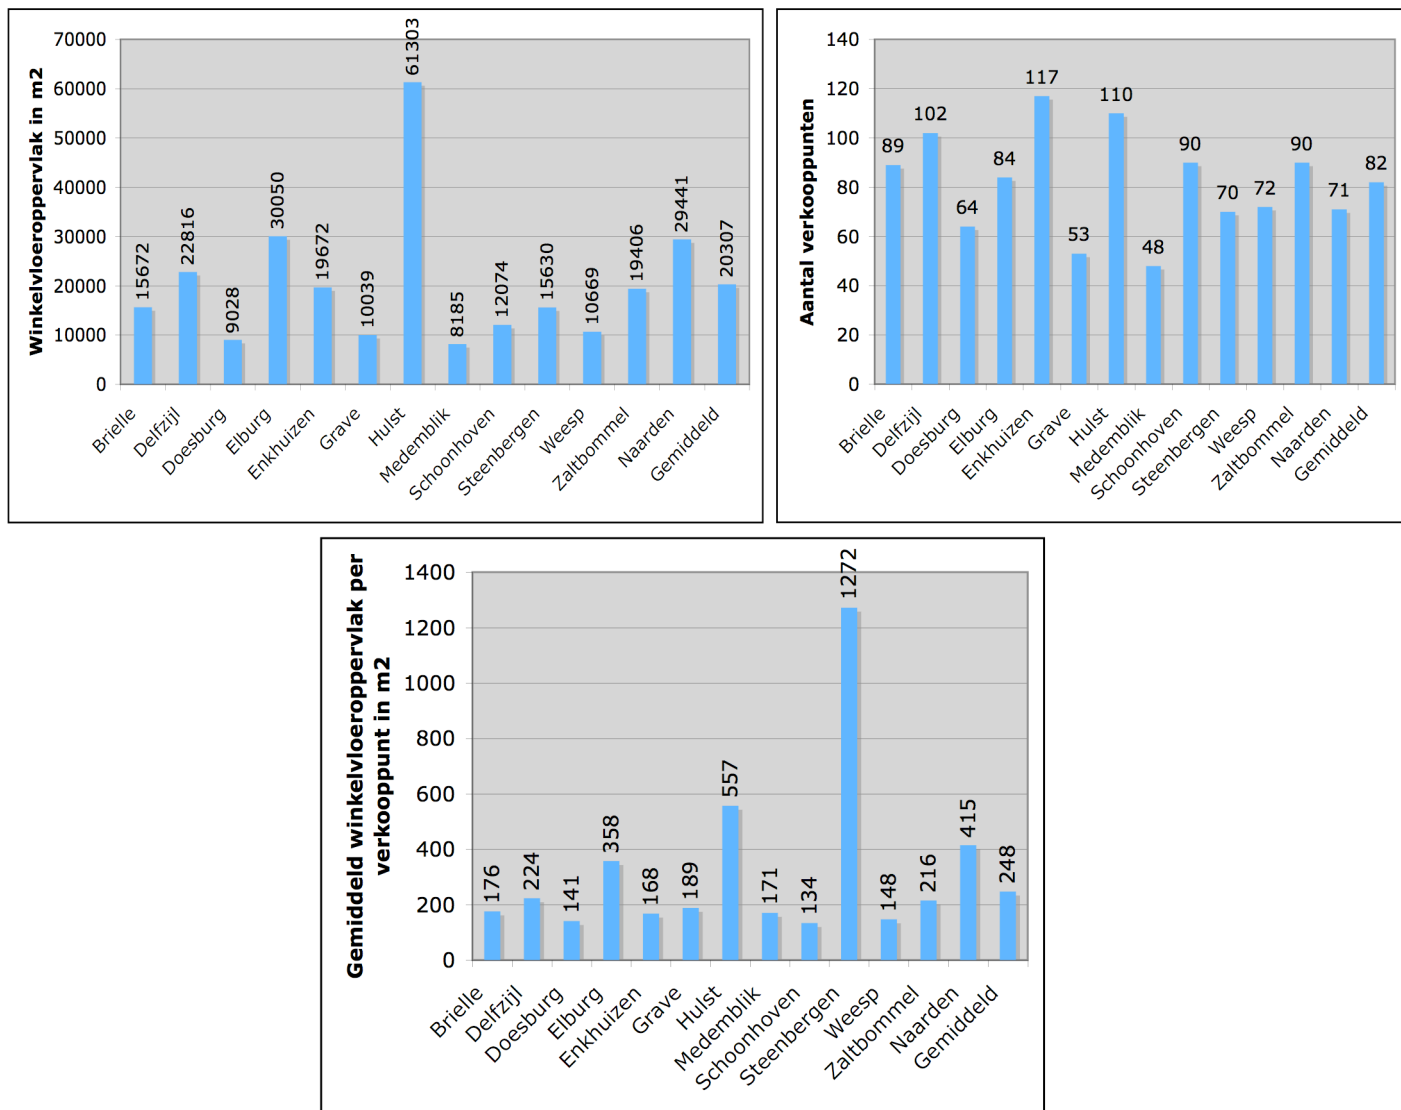 Winkelvloeroppervlak in m2
70000
60000
50000
40000
30000
20000
10000
0
15672
22816
9028
30050
19672
10039
61303
8185
12074
15630
10669
19406
29441
20307
Brielle
Delfzijl
Doesburg
Elburg
Enkhuizen
Grave
Hulst
Medemblik
Schoonhoven
Steenbergen
Weesp
Zaltbommel
Naarden
Gemiddeld
Aantal verkooppunten
140
120
100
80
60
40
20
0
89
102
64
84
117
53
110
48
90
70
72
90
71
82
Brielle
Delfzijl
Doesburg
Elburg
Enkhuizen
Grave
Hulst
Medemblik
Schoonhoven
Steenbergen
Weesp
Zaltbommel
Naarden
Gemiddeld
Gemiddeld winkelvloeroppervlak per
verkooppunt in m2
1400
1200
1000
800
600
400
200
0
176
224
141
358
168
189
557
171
134
1272
148
216
415
248
Brielle
Delfzijl
Doesburg
Elburg
Enkhuizen
Grave
Hulst
Medemblik
Schoonhoven
Steenbergen
Weesp
Zaltbommel
Naarden
Gemiddeld